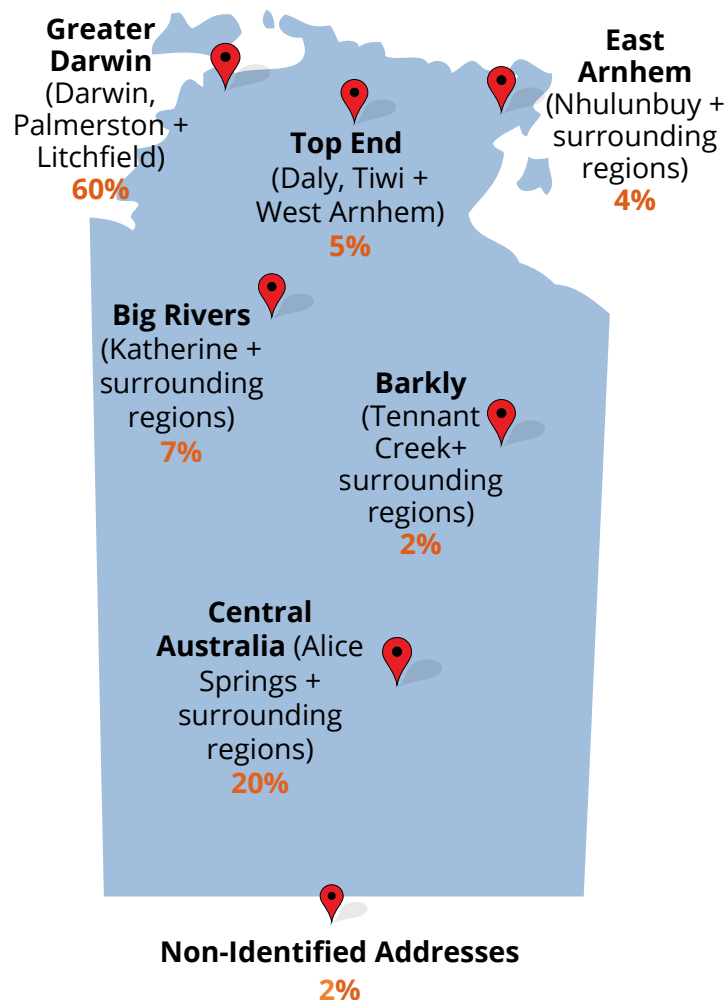 Greater
Darwin
(Darwin,
Palmerston +
Litchfield)
60%
Top End
(Daly, Tiwi +
West Arnhem)
5%
East
Arnhem
(Nhulunbuy +
surrounding
regions)
4%
Big Rivers
(Katherine +
surrounding
regions)
7%
Barkly
(Tennant
Creek+
surrounding
regions)
2%
Central
Australia (Alice
Springs +
surrounding
regions)
20%
Non-Identified Addresses
2%